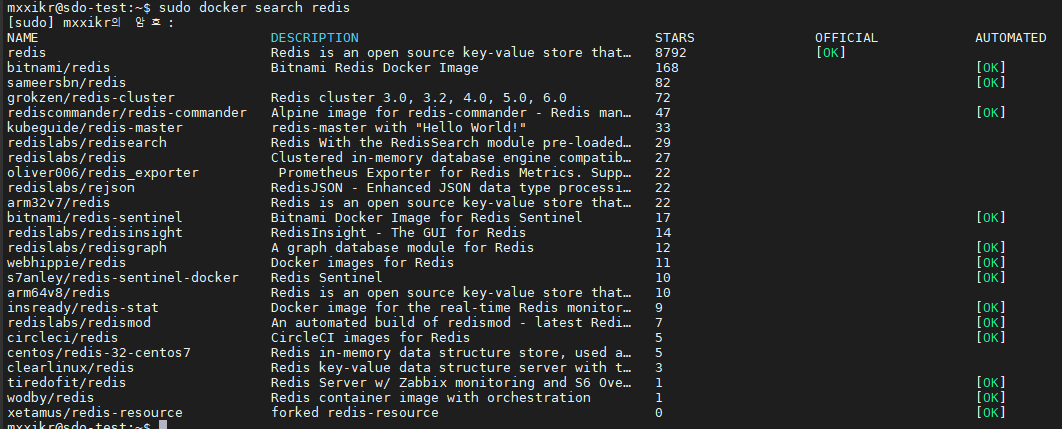 mxxikr@sdo-test:~$ sudo docker search redis
[sudo] mxxikr의 암호:
NAME DESCRIPTION STARS OFFICIAL AUTOMATED
redis Redis is an open source key-value store that… 8792 [OK]
bitnami/redis Bitnami Redis Docker Image 168 [OK]
sameersbn/redis 82 [OK]
grokzen/redis-cluster Redis cluster 3.0, 3.2, 4.0, 5.0, 6.0 72
rediscommander/redis-commander Alpine image for redis-commander - Redis man… 47 [OK]
kubeguide/redis-master redis-master with "Hello World!" 33
redislabs/redisearch Redis With the RedisSearch module pre-loaded… 29
redislabs/redis Clustered in-memory database engine compatib… 27
oliver006/redis_exporter Prometheus Exporter for Redis Metrics. Supp… 22
redislabs/rejson RedisJSON - Enhanced JSON data type processi… 22
arm32v7/redis Redis is an open source key-value store that… 22
bitnami/redis-sentinel Bitnami Docker Image for Redis Sentinel 17 [OK]
redislabs/redisinsight RedisInsight - The GUI for Redis 14
redislabs/redisgraph A graph database module for Redis 12 [OK]
webhippie/redis Docker images for Redis 11 [OK]
s7anley/redis-sentinel-docker Redis Sentinel 10 [OK]
arm64v8/redis Redis is an open source key-value store that… 10
insready/redis-stat Docker image for the real-time Redis monitor… 9 [OK]
redislabs/redismod An automated build of redismod - latest Redi… 7 [OK]
circleci/redis CircleCI images for Redis 5 [OK]
centos/redis-32-centos7 Redis in-memory data structure store, used a… 5
clearlinux/redis Redis key-value data structure server with t… 3
tiredofit/redis Redis Server w/ Zabbix monitoring and S6 Ove… 1 [OK]
wodby/redis Redis container image with orchestration 1 [OK]
xetamus/redis-resource forked redis-resource 0 [OK]
mxxikr@sdo-test:~$